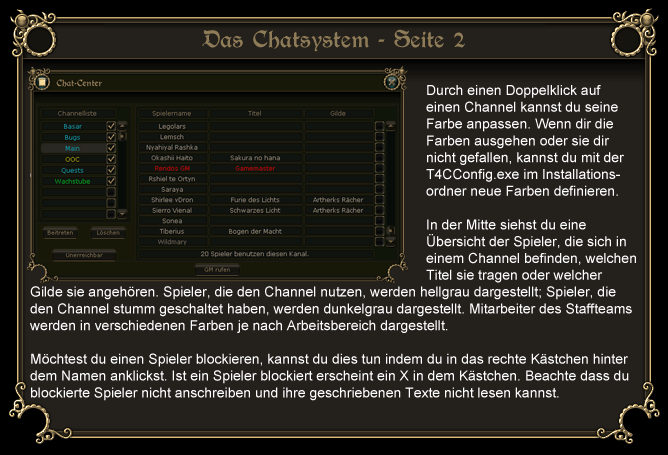 Das Chatsystem - Seite 2
Chat-Center
Channelliste
Basar
Bugs
Main
OOC
Quests
Wachstube
Beitreten
Löschen
Unerreichbar
Spielername Titel Gilde
Legolars
Lemsch
Nyahiyal Rashka
Okashii Haito Sakura no hana
Rendos GM Gamemaster
Rshiel te Ortyn
Saraya
Shirlee vDron Furie des Lichts Artherks Rächer
Sierro Vienal Schwarzes Licht Artherks Rächer
Sonea
Tiberius Bogen der Macht
Wildmary
20 Spieler benutzen diesen Kanal.
GM rufen
Durch einen Doppelklick auf
einen Channel kannst du seine
Farbe anpassen. Wenn dir die
Farben ausgehen oder sie dir
nicht gefallen, kannst du mit der
T4CConfig.exe im Installations-
ordner neue Farben definieren.
In der Mitte siehst du eine
Übersicht der Spieler, die sich in
einem Channel befinden, welchen
Titel sie tragen oder welcher
Gilde sie angehören. Spieler, die den Channel nutzen, werden hellgrau dargestellt; Spieler, die
den Channel stumm geschaltet haben, werden dunkelgrau dargestellt. Mitarbeiter des Staffteams
werden in verschiedenen Farben je nach Arbeitsbereich dargestellt.
Möchtest du einen Spieler blockieren, kannst du dies tun indem du in das rechte Kästchen hinter
dem Namen anklickst. Ist ein Spieler blockiert erscheint ein X in dem Kästchen. Beachte dass du
blockierte Spieler nicht anschreiben und ihre geschriebenen Texte nicht lesen kannst.